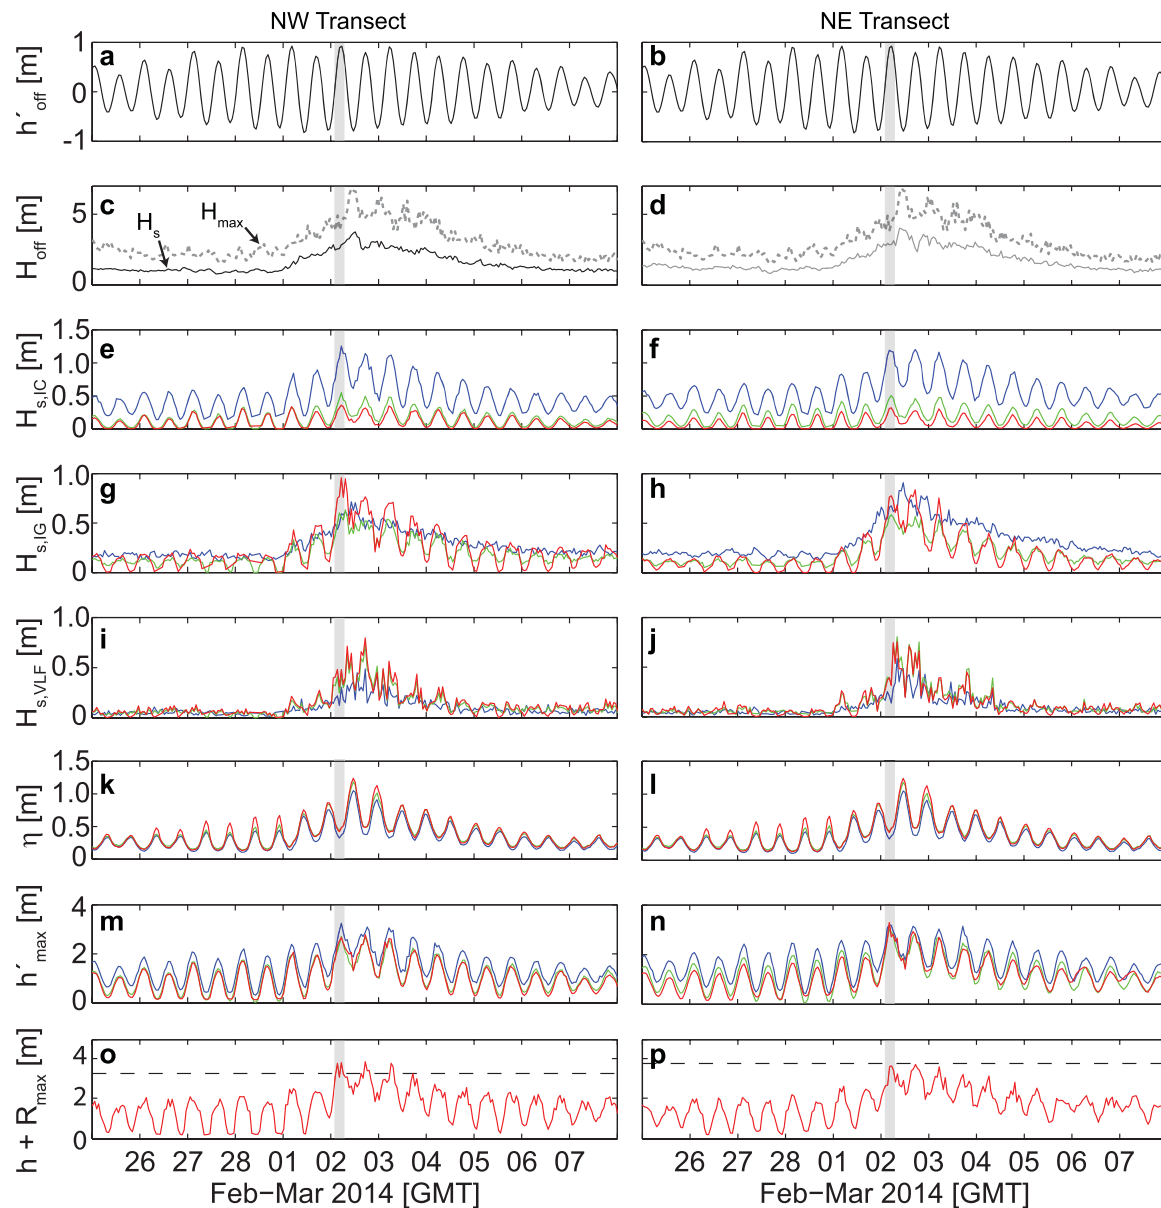 NW Transect
NE Transect
h′off [m]
1
0
-1
a
b
Hoff [m]
5
0
c
Hs
Hmax
d
Hs,IC [m]
1.5
1.0
0.5
0
e
f
Hs,IG [m]
1.0
0.5
0
g
h
Hs,VLF [m]
1.0
0.5
0
i
j
η [m]
1.5
1.0
0.5
0
k
l
h′max [m]
4
2
0
m
n
h + Rmax [m]
4
2
0
o
p
26 27 28 01 02 03 04 05 06 07
26 27 28 01 02 03 04 05 06 07
Feb−Mar 2014 [GMT]
Feb−Mar 2014 [GMT]